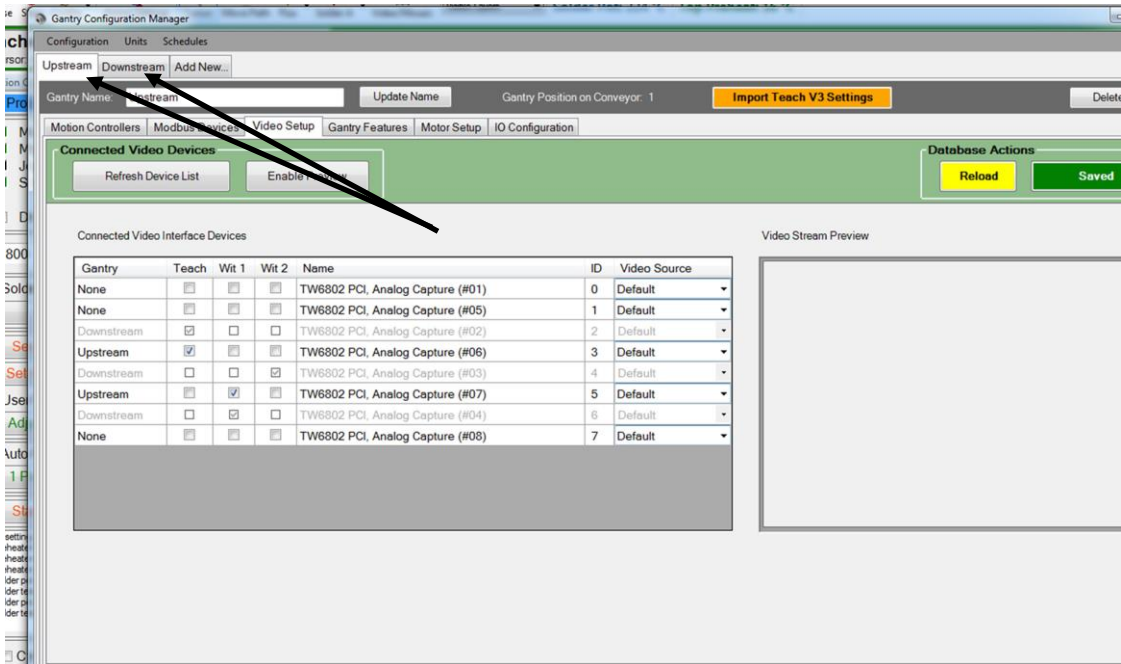 Gantry Configuration Manager
Configuration Units Schedules
Upstream Downstream Add New...
Gantry Name: Upstream Update Name Gantry Position on Conveyor: 1 Import Teach V3 Settings Delete
Motion Controllers Modbus Devices Video Setup Gantry Features Motor Setup IO Configuration
Connected Video Devices Database Actions
Refresh Device List Enable Preview Reload Saved
Connected Video Interface Devices Video Stream Preview
Gantry Teach Wit 1 Wit 2 Name ID Video Source
None TW6802 PCI, Analog Capture (#01) 0 Default
None TW6802 PCI, Analog Capture (#05) 1 Default
Downstream TW6802 PCI, Analog Capture (#02) 2 Default
Upstream TW6802 PCI, Analog Capture (#06) 3 Default
Downstream TW6802 PCI, Analog Capture (#03) 4 Default
Upstream TW6802 PCI, Analog Capture (#07) 5 Default
Downstream TW6802 PCI, Analog Capture (#04) 6 Default
None TW6802 PCI, Analog Capture (#08) 7 Default